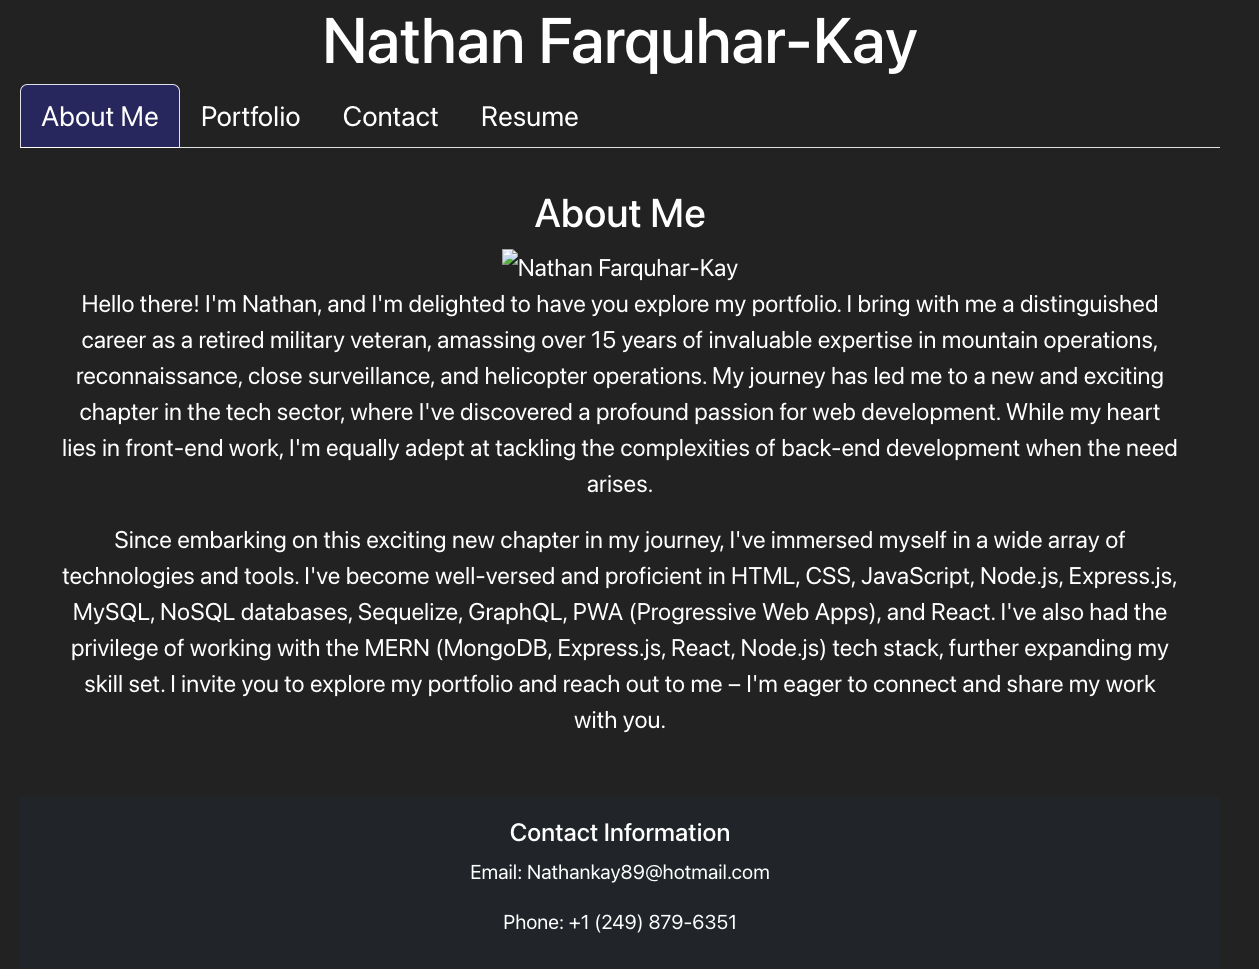 Nathan Farquhar-Kay
About Me Portfolio Contact Resume
About Me
Nathan Farquhar-Kay
Hello there! I'm Nathan, and I'm delighted to have you explore my portfolio. I bring with me a distinguished
career as a retired military veteran, amassing over 15 years of invaluable expertise in mountain operations,
reconnaissance, close surveillance, and helicopter operations. My journey has led me to a new and exciting
chapter in the tech sector, where I've discovered a profound passion for web development. While my heart
lies in front-end work, I'm equally adept at tackling the complexities of back-end development when the need
arises.
Since embarking on this exciting new chapter in my journey, I've immersed myself in a wide array of
technologies and tools. I've become well-versed and proficient in HTML, CSS, JavaScript, Node.js, Express.js,
MySQL, NoSQL databases, Sequelize, GraphQL, PWA (Progressive Web Apps), and React. I've also had the
privilege of working with the MERN (MongoDB, Express.js, React, Node.js) tech stack, further expanding my
skill set. I invite you to explore my portfolio and reach out to me – I'm eager to connect and share my work
with you.
Contact Information
Email: Nathankay89@hotmail.com
Phone: +1 (249) 879-6351